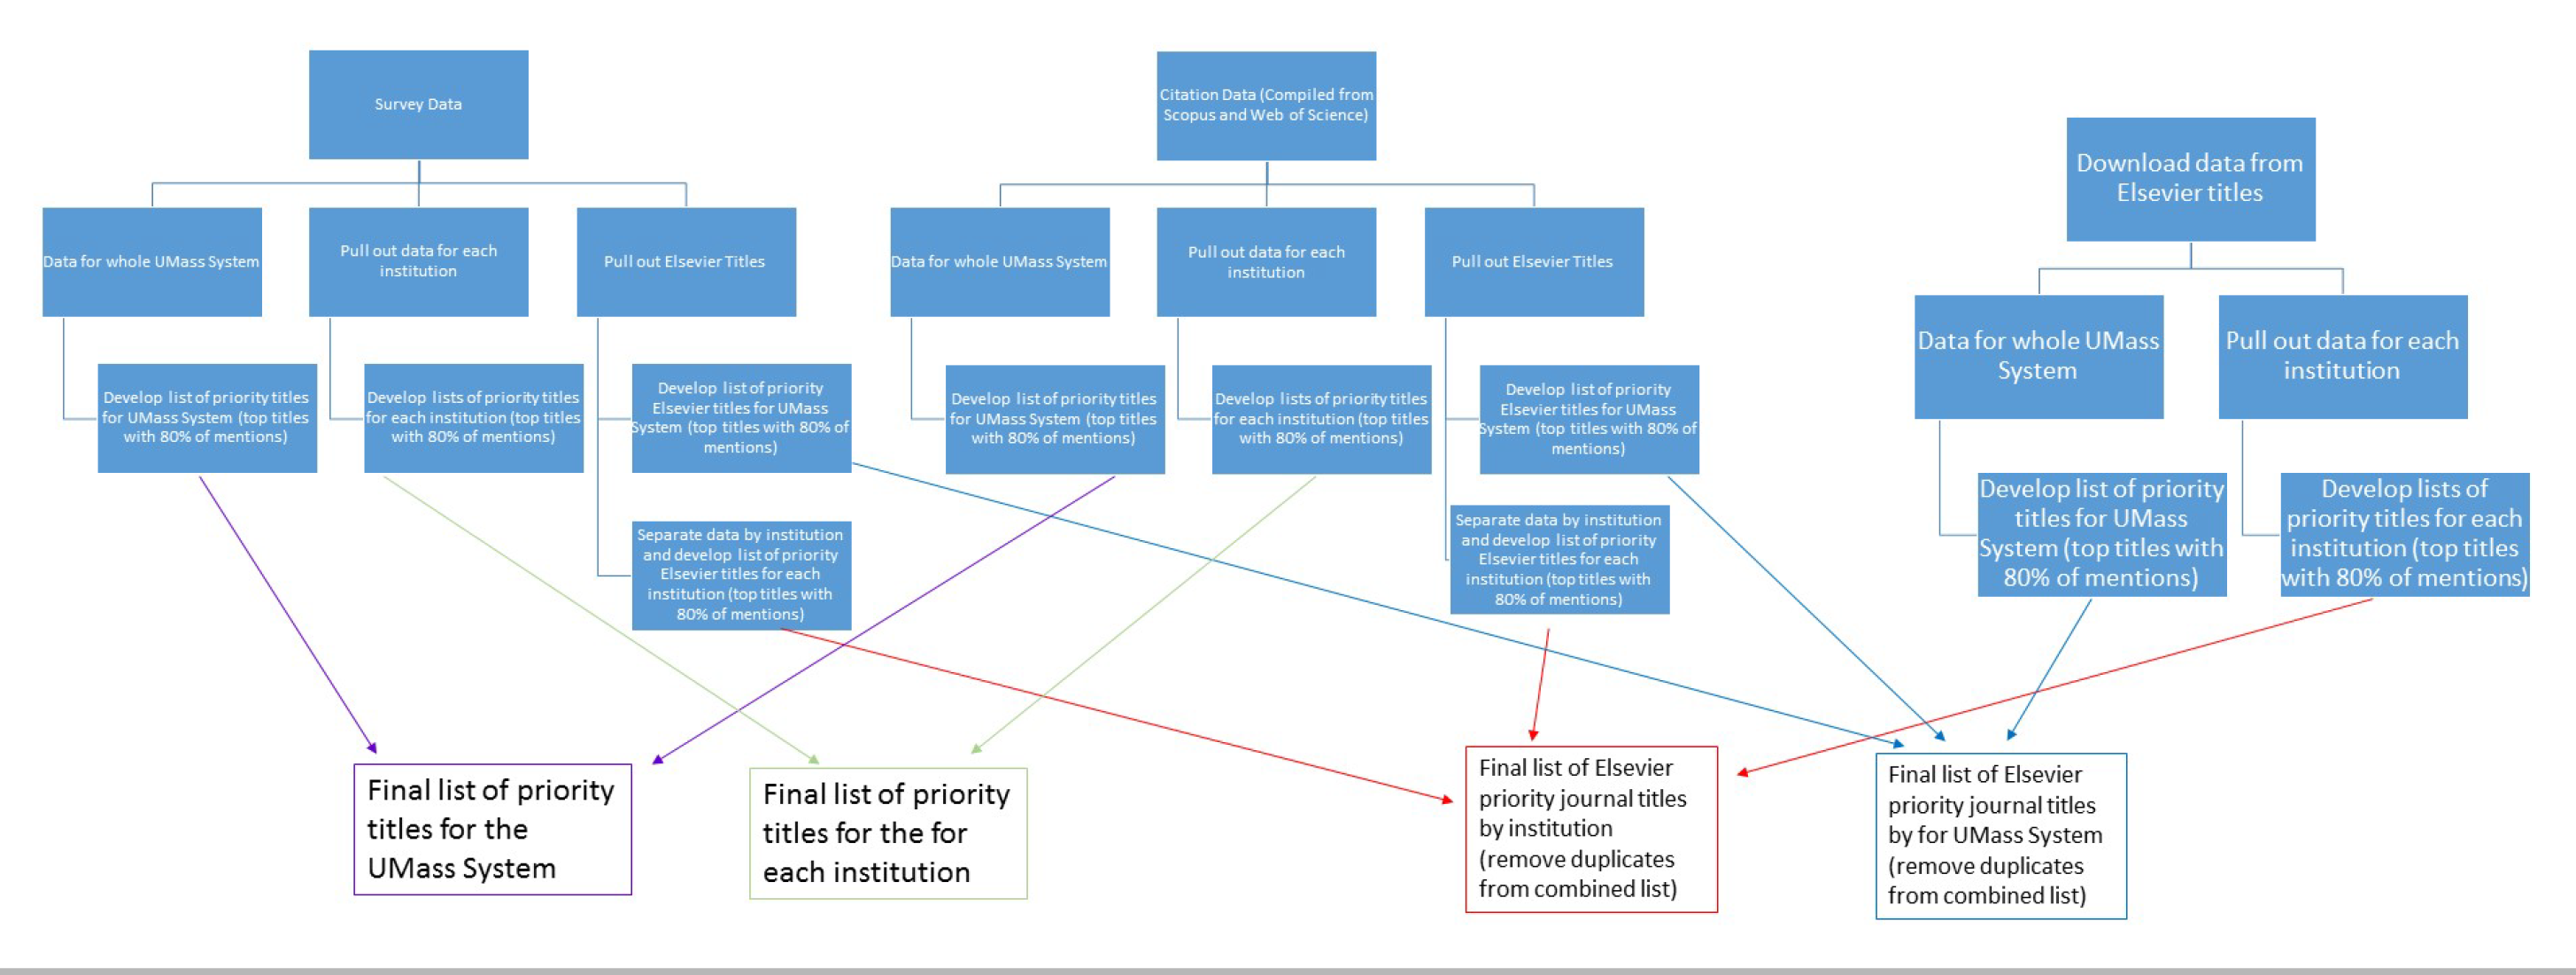 Survey Data
Citation Data (Compiled from
Scopus and Web of Science)
Download data from
Elsevier titles
Data for whole UMass System
Pull out data for each
institution
Pull out Elsevier Titles
Data for whole UMass System
Pull out data for each
institution
Pull out Elsevier Titles
Data for whole UMass
System
Pull out data for each
institution
Develop list of priority titles
for UMass System (top titles
with 80% of mentions)
Develop lists of priority titles
for each institution (top titles
with 80% of mentions)
Develop list of priority
Elsevier titles for UMass
System (top titles with 80% of
mentions)
Develop list of priority titles
for UMass System (top titles
with 80% of mentions)
Develop lists of priority titles
for each institution (top titles
with 80% of mentions)
Develop list of priority
Elsevier titles for UMass
System (top titles with 80% of
mentions)
Develop list of priority
titles for UMass
System (top titles with
80% of mentions)
Develop lists of
priority titles for each
institution (top titles
with 80% of mentions)
Separate data by institution
and develop list of priority
Elsevier titles for each
institution (top titles with
80% of mentions)
Separate data by institution
and develop list of priority
Elsevier titles for each
institution (top titles with
80% of mentions)
Final list of priority
titles for the
UMass System
Final list of priority
titles for the for
each institution
Final list of Elsevier
priority journal titles
by institution
(remove duplicates
from combined list)
Final list of Elsevier
priority journal titles
by for UMass System
(remove duplicates
from combined list)